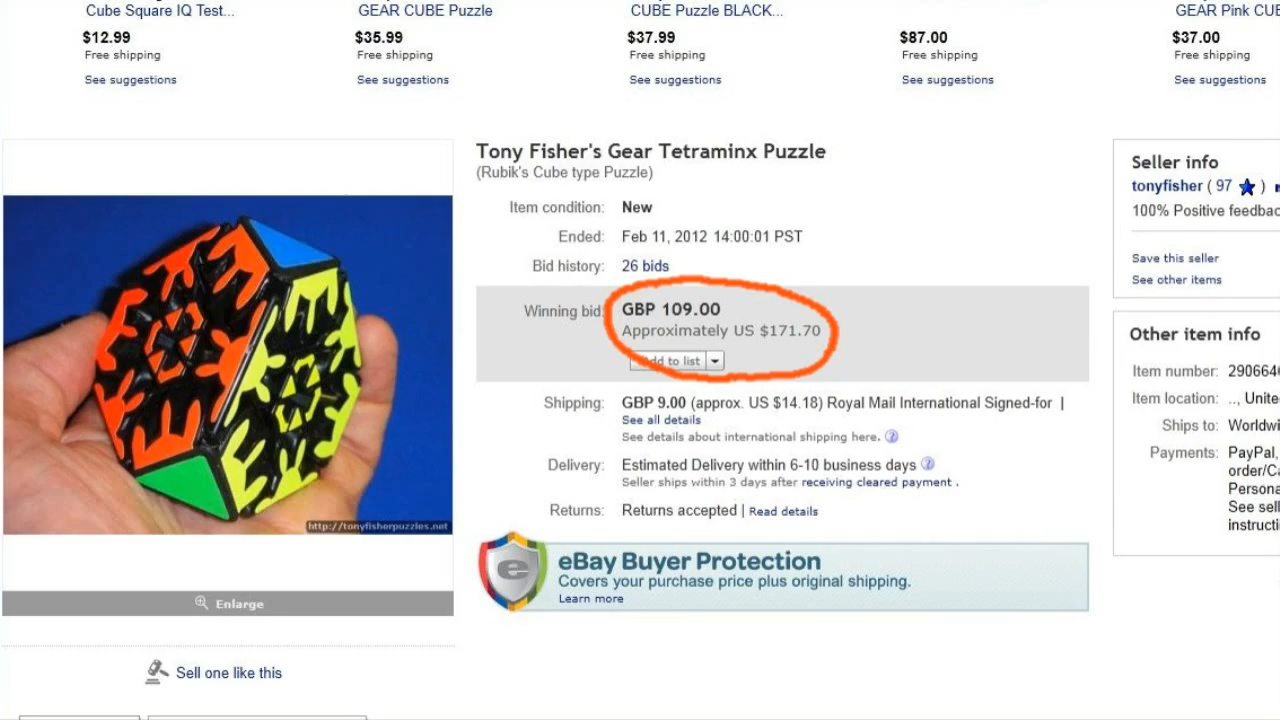 Cube Square IQ Test...
GEAR CUBE Puzzle
CUBE Puzzle BLACK...
GEAR Pink CUB
$12.99
$35.99
$37.99
$87.00
$37.00
Free shipping
Free shipping
Free shipping
Free shipping
Free shipping
See suggestions
See suggestions
See suggestions
See suggestions
See suggestions
http://tonyfisherpuzzles.net
Enlarge
Sell one like this
Tony Fisher's Gear Tetraminx Puzzle
(Rubik's Cube type Puzzle)
Item condition: New
Ended: Feb 11, 2012 14:00:01 PST
Bid history: 26 bids
Winning bid: GBP 109.00
Approximately US $171.70
Add to list
Shipping: GBP 9.00 (approx. US $14.18) Royal Mail International Signed-for |
See all details
See details about international shipping here.
Delivery: Estimated Delivery within 6-10 business days
Seller ships within 3 days after receiving cleared payment .
Returns: Returns accepted | Read details
eBay Buyer Protection
Covers your purchase price plus original shipping.
Learn more
Seller info
tonyfisher ( 97 )
100% Positive feedbac
Save this seller
See other items
Other item info
Item number: 290664
Item location: .., Unite
Ships to: Worldwi
Payments: PayPal,
order/Ca
Persona
See sell
instructi